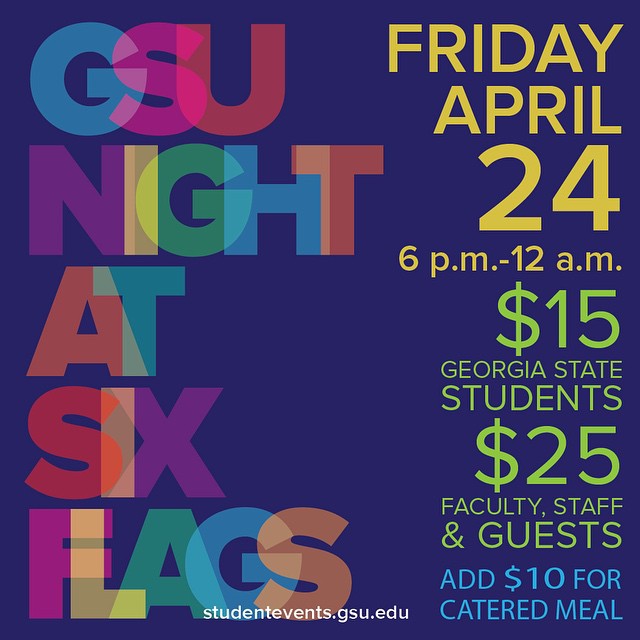 GSU
NIGHT
AT
SIX
FLAGS
FRIDAY
APRIL
24
6 p.m.-12 a.m.
$15
GEORGIA STATE
STUDENTS
$25
FACULTY, STAFF
& GUESTS
ADD $10 FOR
CATERED MEAL
studentevents.gsu.edu